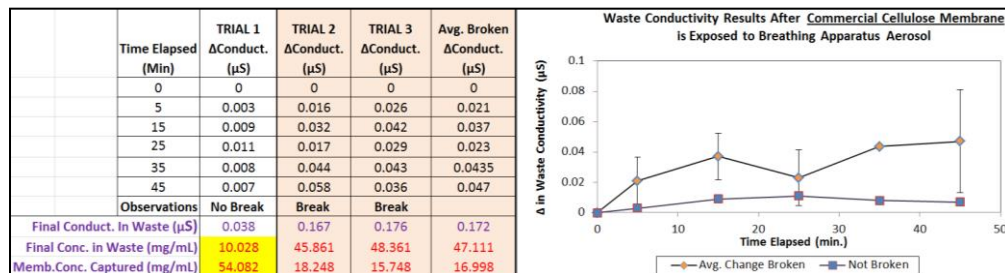 TRIAL 1 TRIAL 2 TRIAL 3 Avg. Broken
Time Elapsed ΔConduct. ΔConduct. ΔConduct. ΔConduct.
(Min) (µS) (µS) (µS) (µS)
0 0 0 0 0
5 0.003 0.016 0.026 0.021
15 0.009 0.032 0.042 0.037
25 0.011 0.017 0.029 0.023
35 0.008 0.044 0.043 0.0435
45 0.007 0.058 0.036 0.047
Observations No Break Break Break
Final Conduct. In Waste (µS) 0.038 0.167 0.176 0.172
Final Conc. in Waste (mg/mL) 10.028 45.861 48.361 47.111
Memb.Conc. Captured (mg/mL) 54.082 18.248 15.748 16.998
Waste Conductivity Results After Commercial Cellulose Membrane
is Exposed to Breathing Apparatus Aerosol
Δ in Waste Conductivity (µS)
0.1
0.08
0.06
0.04
0.02
0
0 10 20 30 40 50
Time Elapsed (min.)
Avg. Change Broken Not Broken